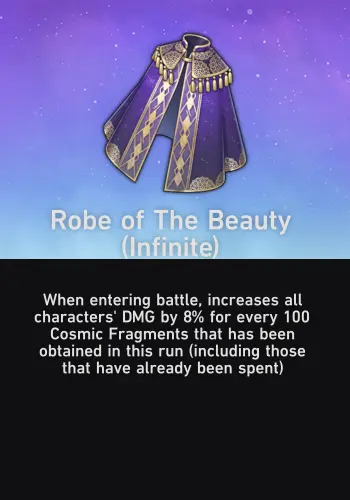 Robe of The Beauty
(Infinite)
When entering battle, increases all
characters' DMG by 8% for every 100
Cosmic Fragments that has been
obtained in this run (including those
that have already been spent)